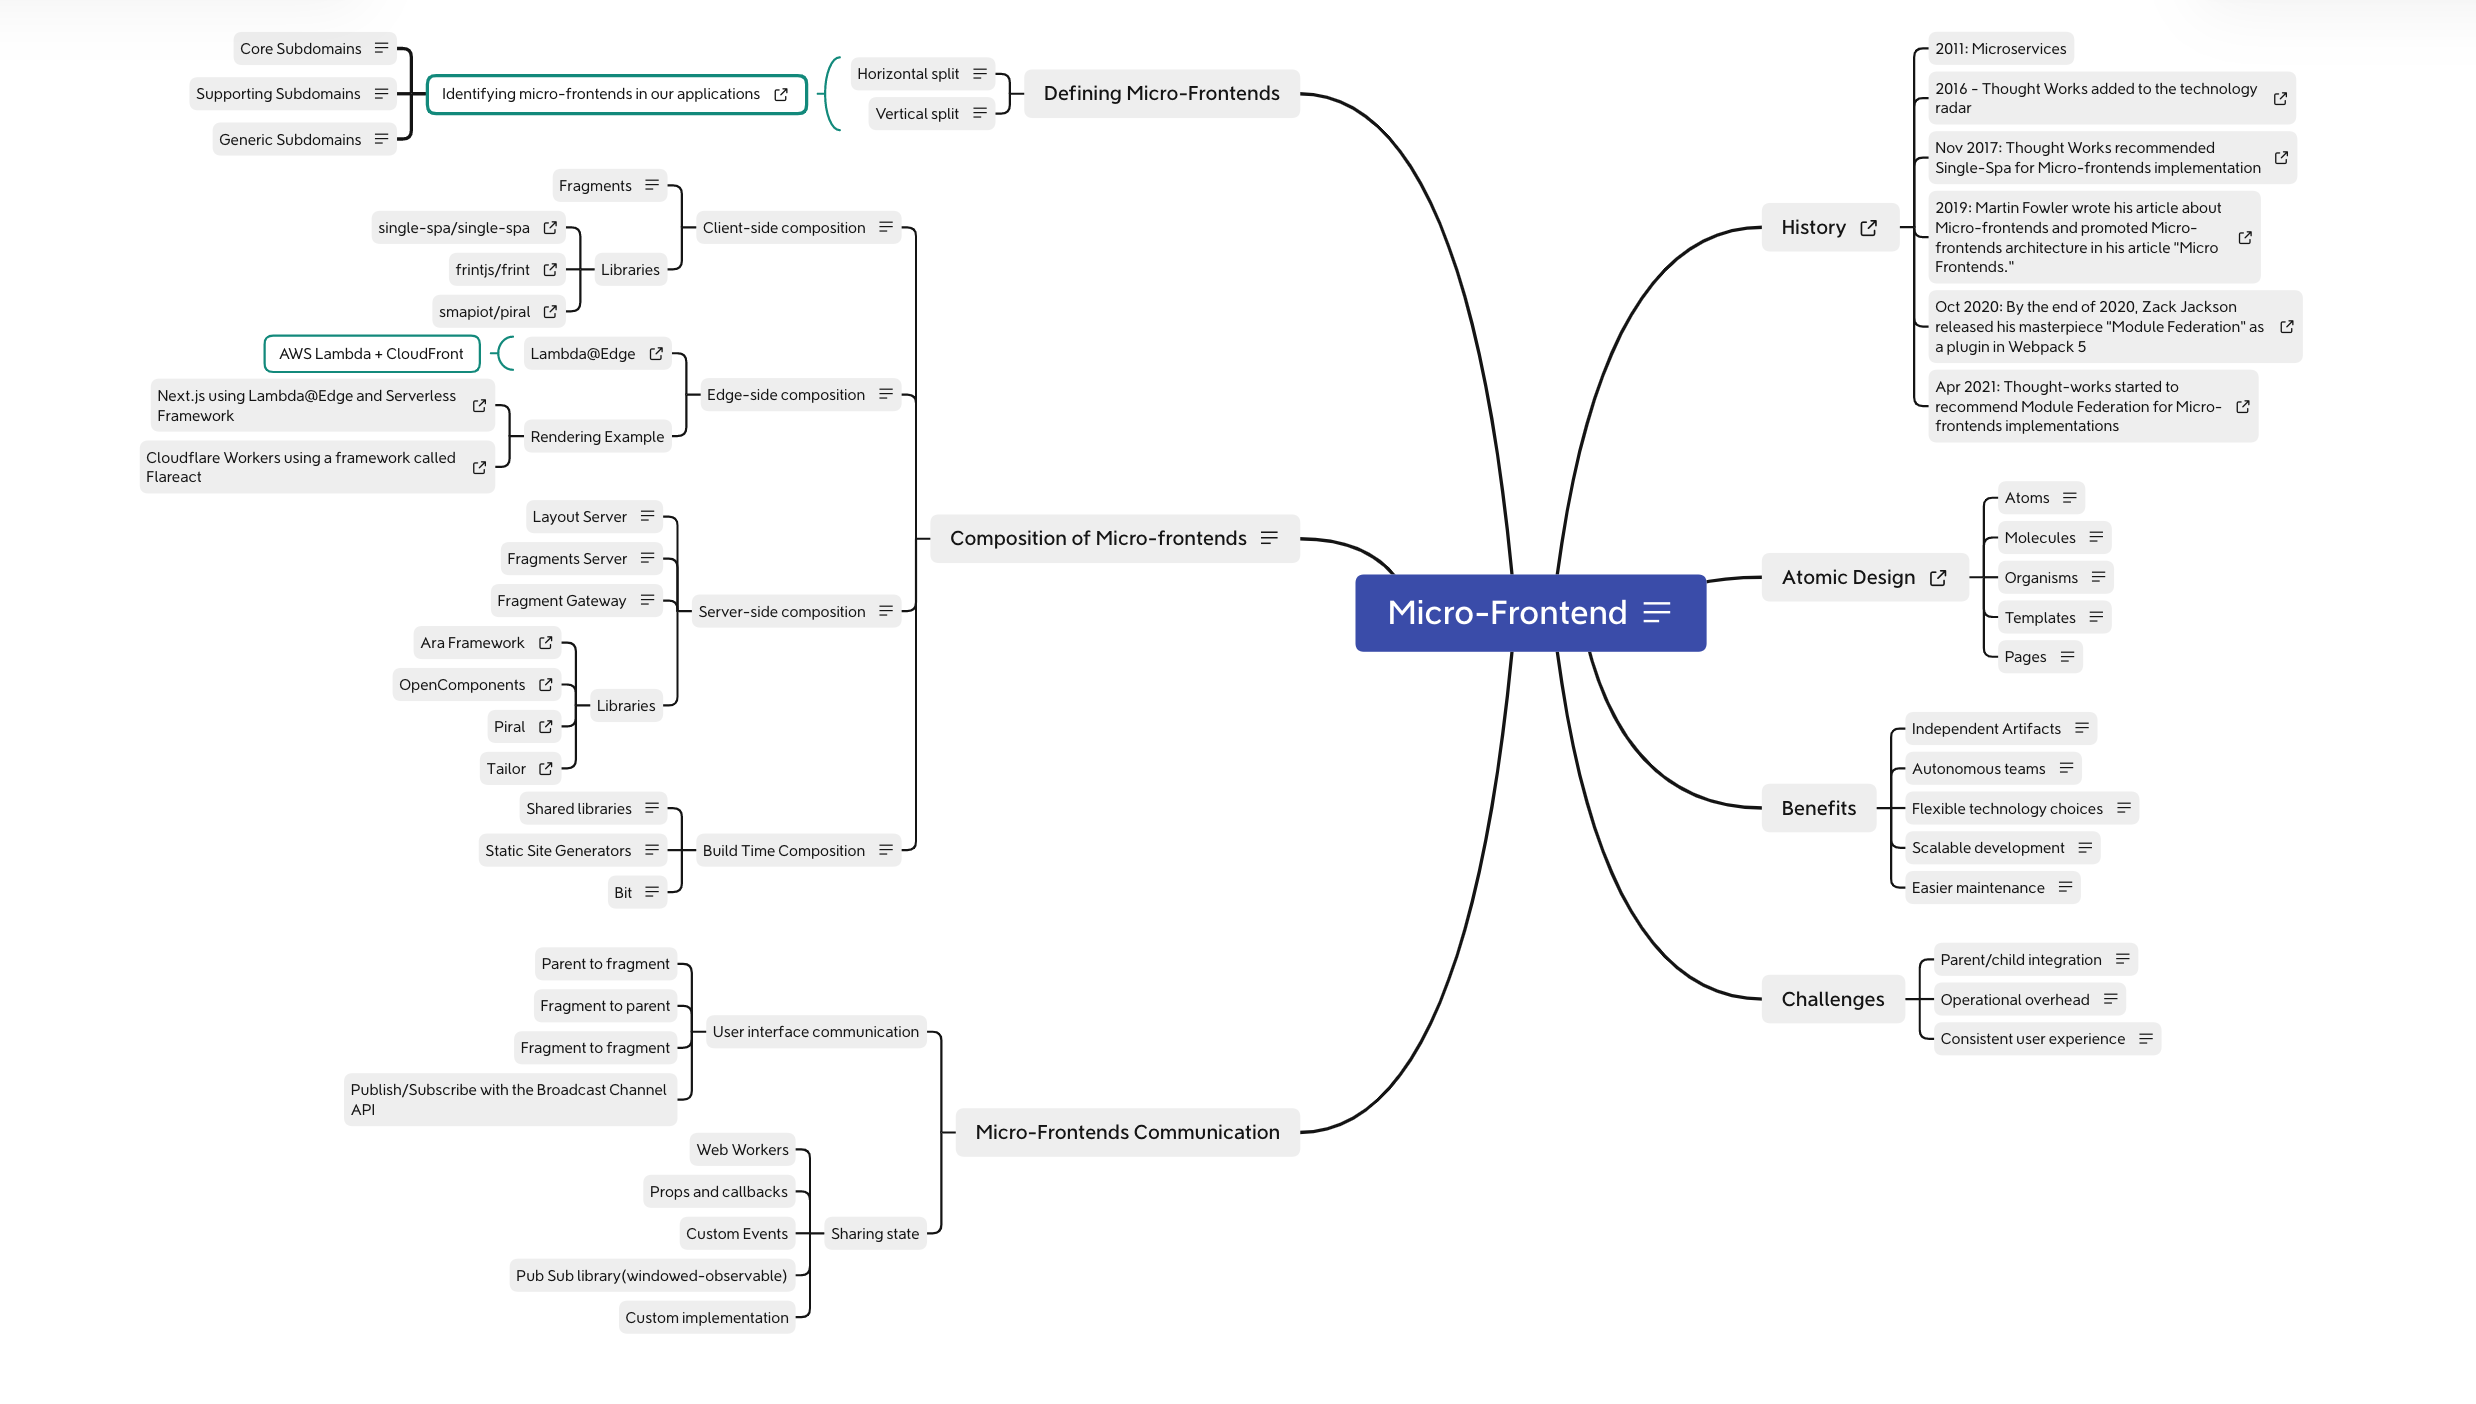 Micro-Frontend
Defining Micro-Frontends
Horizontal split
Vertical split
Identifying micro-frontends in our applications
Core Subdomains
Supporting Subdomains
Generic Subdomains
Composition of Micro-frontends
Client-side composition
Fragments
Libraries
single-spa/single-spa
frintjs/frint
smapiot/piral
Edge-side composition
Lambda@Edge
AWS Lambda + CloudFront
Rendering Example
Next.js using Lambda@Edge and Serverless
Framework
Cloudflare Workers using a framework called
Flareact
Server-side composition
Layout Server
Fragments Server
Fragment Gateway
Libraries
Ara Framework
OpenComponents
Piral
Tailor
Build Time Composition
Shared libraries
Static Site Generators
Bit
Micro-Frontends Communication
User interface communication
Parent to fragment
Fragment to parent
Fragment to fragment
Publish/Subscribe with the Broadcast Channel
API
Sharing state
Web Workers
Props and callbacks
Custom Events
Pub Sub library(windowed-observable)
Custom implementation
History
2011: Microservices
2016 - Thought Works added to the technology
radar
Nov 2017: Thought Works recommended
Single-Spa for Micro-frontends implementation
2019: Martin Fowler wrote his article about
Micro-frontends and promoted Micro-
frontends architecture in his article “Micro
Frontends."
Oct 2020: By the end of 2020, Zack Jackson
released his masterpiece "Module Federation" as
a plugin in Webpack 5
Apr 2021: Thought-works started to
recommend Module Federation for Micro-
frontends implementations
Atomic Design
Atoms
Molecules
Organisms
Templates
Pages
Benefits
Independent Artifacts
Autonomous teams
Flexible technology choices
Scalable development
Easier maintenance
Challenges
Parent/child integration
Operational overhead
Consistent user experience